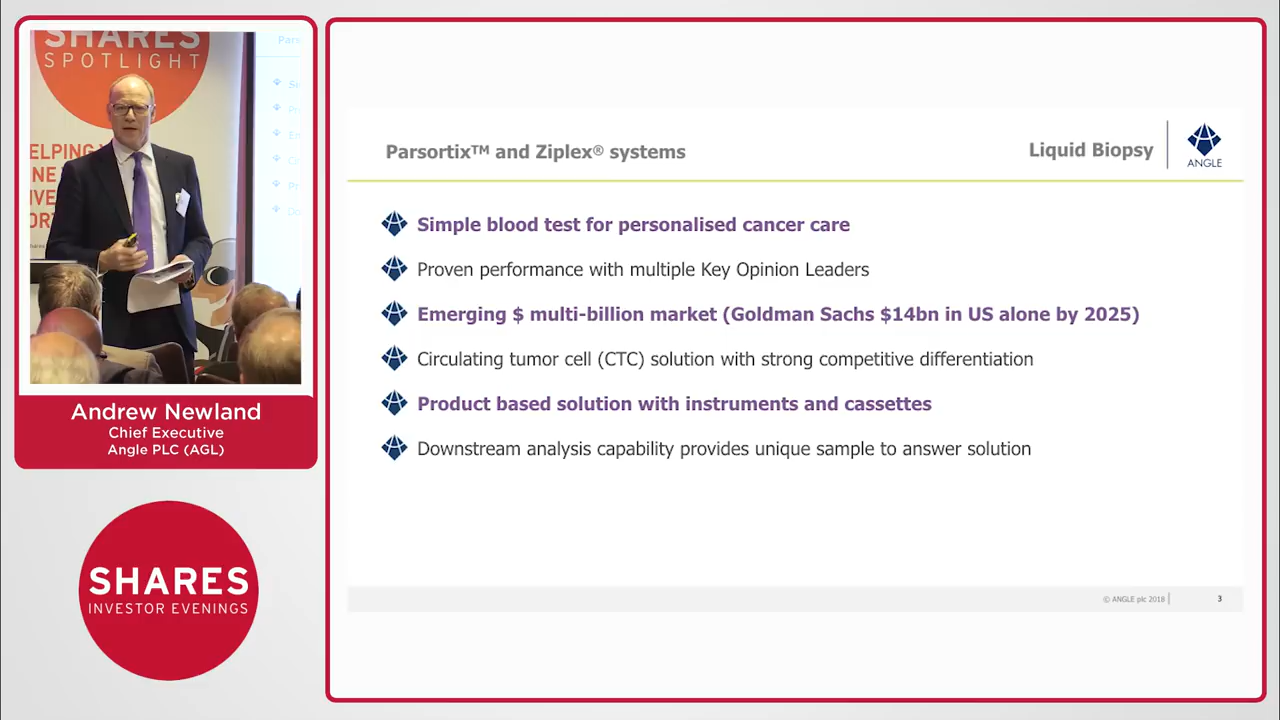 SHARES
SPOTLIGHT
Andrew Newland
Chief Executive
Angle PLC (AGL)
SHARES
INVESTOR EVENINGS
Parsortix™ and Ziplex® systems
Liquid Biopsy
ANGLE
Simple blood test for personalised cancer care
Proven performance with multiple Key Opinion Leaders
Emerging $ multi-billion market (Goldman Sachs $14bn in US alone by 2025)
Circulating tumor cell (CTC) solution with strong competitive differentiation
Product based solution with instruments and cassettes
Downstream analysis capability provides unique sample to answer solution
© ANGLE plc 2018
3